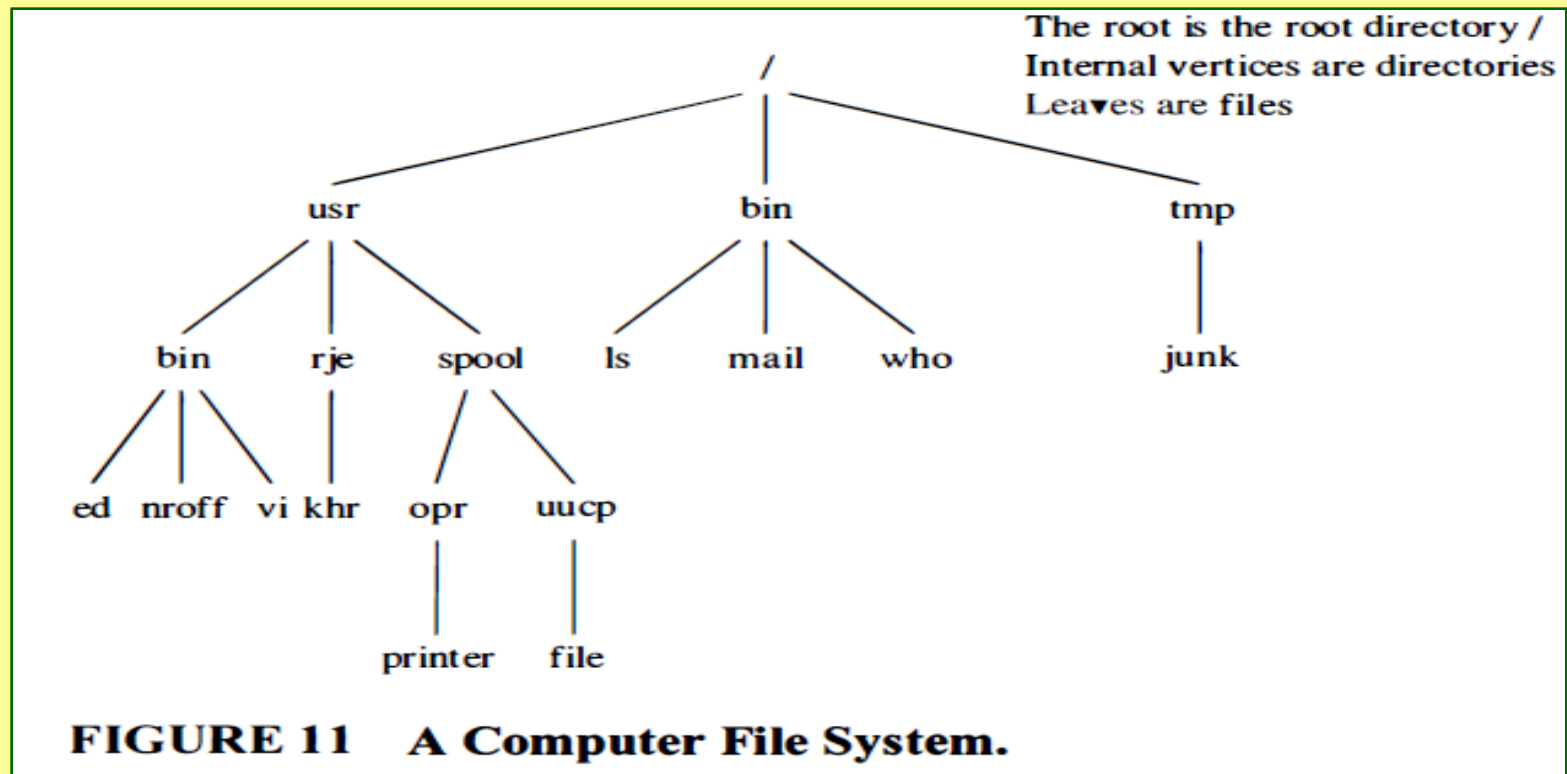 The root is the root directory /
Internal vertices are directories
Leaves are files
/
usr bin tmp
bin rje spool ls mail who junk
ed nroff vi khr opr uucp
printer file
FIGURE 11 A Computer File System.